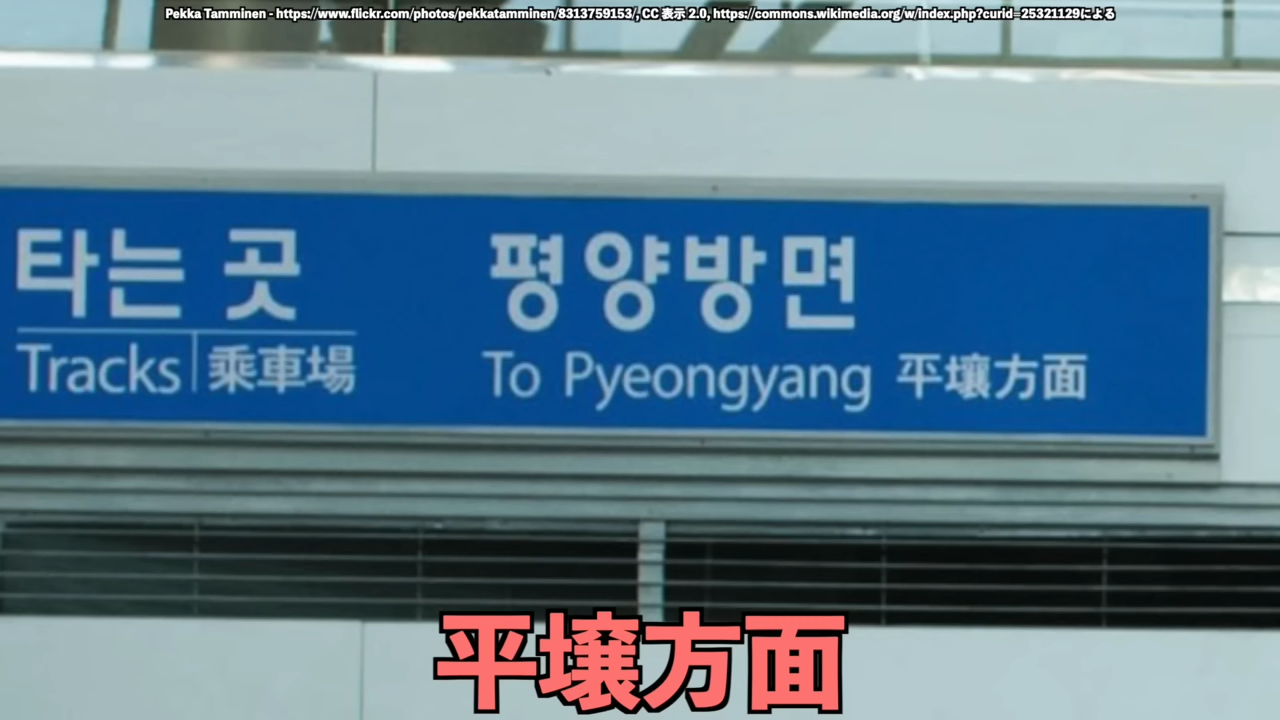 Pekka Tamminen - https://www.flickr.com/photos/pekkatamminen/8313759153/, CC 表示 2.0, https://commons.wikimedia.org/w/index.php?curid=25321129による
타는 곳
Tracks 乘車場
평양방면
To Pyeongyang 平壤方面
平壌方面